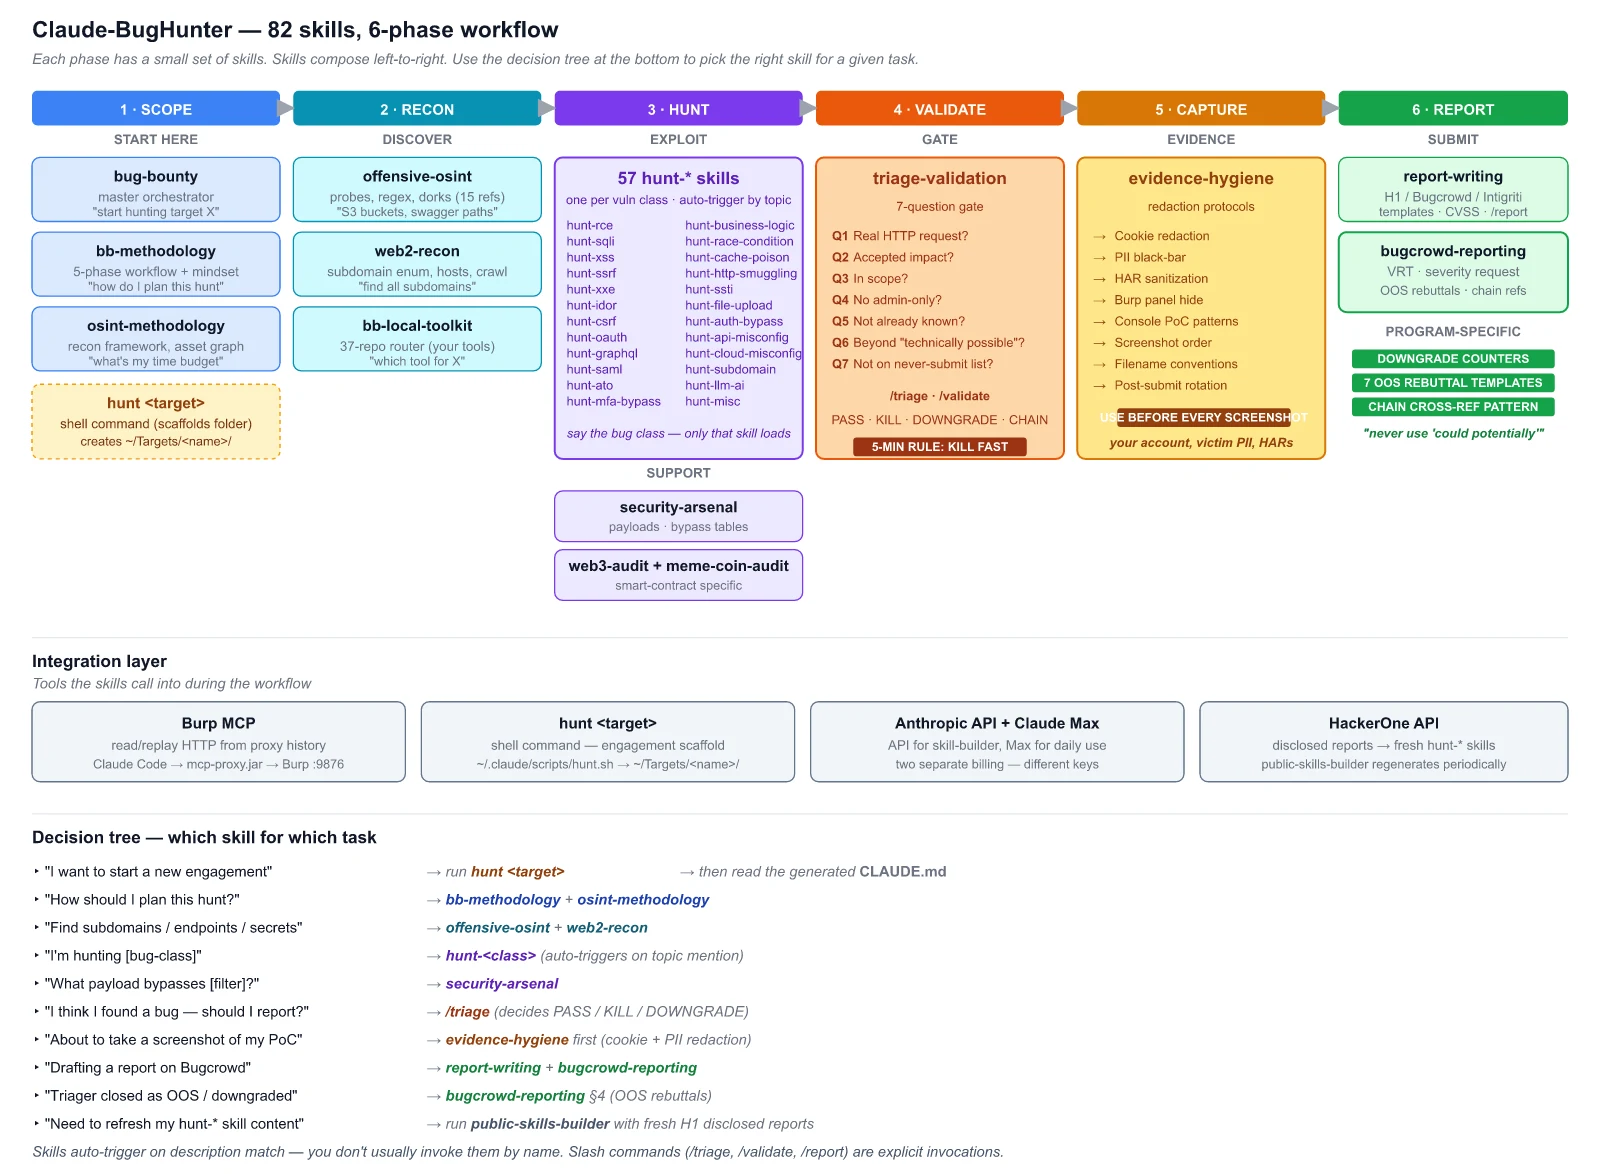 Claude-BugHunter — 82 skills, 6-phase workflow
Each phase has a small set of skills. Skills compose left-to-right. Use the decision tree at the bottom to pick the right skill for a given task.
1 · SCOPE
START HERE
bug-bounty
master orchestrator
"start hunting target X"
bb-methodology
5-phase workflow + mindset
"how do I plan this hunt"
osint-methodology
recon framework, asset graph
"what's my time budget"
hunt <target>
shell command (scaffolds folder)
creates ~/Targets/<name>/
2 · RECON
DISCOVER
offensive-osint
probes, regex, dorks (15 refs)
"S3 buckets, swagger paths"
web2-recon
subdomain enum, hosts, crawl
"find all subdomains"
bb-local-toolkit
37-repo router (your tools)
"which tool for X"
3 · HUNT
EXPLOIT
57 hunt-* skills
one per vuln class · auto-trigger by topic
hunt-rce
hunt-sqli
hunt-xss
hunt-ssrf
hunt-xxe
hunt-idor
hunt-csrf
hunt-oauth
hunt-graphql
hunt-saml
hunt-ato
hunt-mfa-bypass
hunt-business-logic
hunt-race-condition
hunt-cache-poison
hunt-http-smuggling
hunt-ssti
hunt-file-upload
hunt-auth-bypass
hunt-api-misconfig
hunt-cloud-misconfig
hunt-subdomain
hunt-llm-ai
hunt-misc
say the bug class — only that skill loads
SUPPORT
security-arsenal
payloads · bypass tables
web3-audit + meme-coin-audit
smart-contract specific
4 · VALIDATE
GATE
triage-validation
7-question gate
Q1 Real HTTP request?
Q2 Accepted impact?
Q3 In scope?
Q4 No admin-only?
Q5 Not already known?
Q6 Beyond "technically possible"?
Q7 Not on never-submit list?
/triage · /validate
PASS · KILL · DOWNGRADE · CHAIN
5-MIN RULE: KILL FAST
5 · CAPTURE
EVIDENCE
evidence-hygiene
redaction protocols
→ Cookie redaction
→ PII black-bar
→ HAR sanitization
→ Burp panel hide
→ Console PoC patterns
→ Screenshot order
→ Filename conventions
→ Post-submit rotation
USE BEFORE EVERY SCREENSHOT
your account, victim PII, HARs
6 · REPORT
SUBMIT
report-writing
H1 / Bugcrowd / Intigriti
templates · CVSS · /report
bugcrowd-reporting
VRT · severity request
OOS rebuttals · chain refs
PROGRAM-SPECIFIC
DOWNGRADE COUNTERS
7 OOS REBUTTAL TEMPLATES
CHAIN CROSS-REF PATTERN
"never use 'could potentially'"
Integration layer
Tools the skills call into during the workflow
Burp MCP
read/replay HTTP from proxy history
Claude Code → mcp-proxy.jar → Burp :9876
hunt <target>
shell command — engagement scaffold
~/.claude/scripts/hunt.sh → ~/Targets/<name>/
Anthropic API + Claude Max
API for skill-builder, Max for daily use
two separate billing — different keys
HackerOne API
disclosed reports → fresh hunt-* skills
public-skills-builder regenerates periodically
Decision tree — which skill for which task
‣ "I want to start a new engagement" → run hunt <target> → then read the generated CLAUDE.md
‣ "How should I plan this hunt?" → bb-methodology + osint-methodology
‣ "Find subdomains / endpoints / secrets" → offensive-osint + web2-recon
‣ "I'm hunting [bug-class]" → hunt-<class> (auto-triggers on topic mention)
‣ "What payload bypasses [filter]?" → security-arsenal
‣ "I think I found a bug — should I report?" → /triage (decides PASS / KILL / DOWNGRADE)
‣ "About to take a screenshot of my PoC" → evidence-hygiene first (cookie + PII redaction)
‣ "Drafting a report on Bugcrowd" → report-writing + bugcrowd-reporting
‣ "Triager closed as OOS / downgraded" → bugcrowd-reporting §4 (OOS rebuttals)
‣ "Need to refresh my hunt-* skill content" → run public-skills-builder with fresh H1 disclosed reports
Skills auto-trigger on description match — you don't usually invoke them by name. Slash commands (/triage, /validate, /report) are explicit invocations.